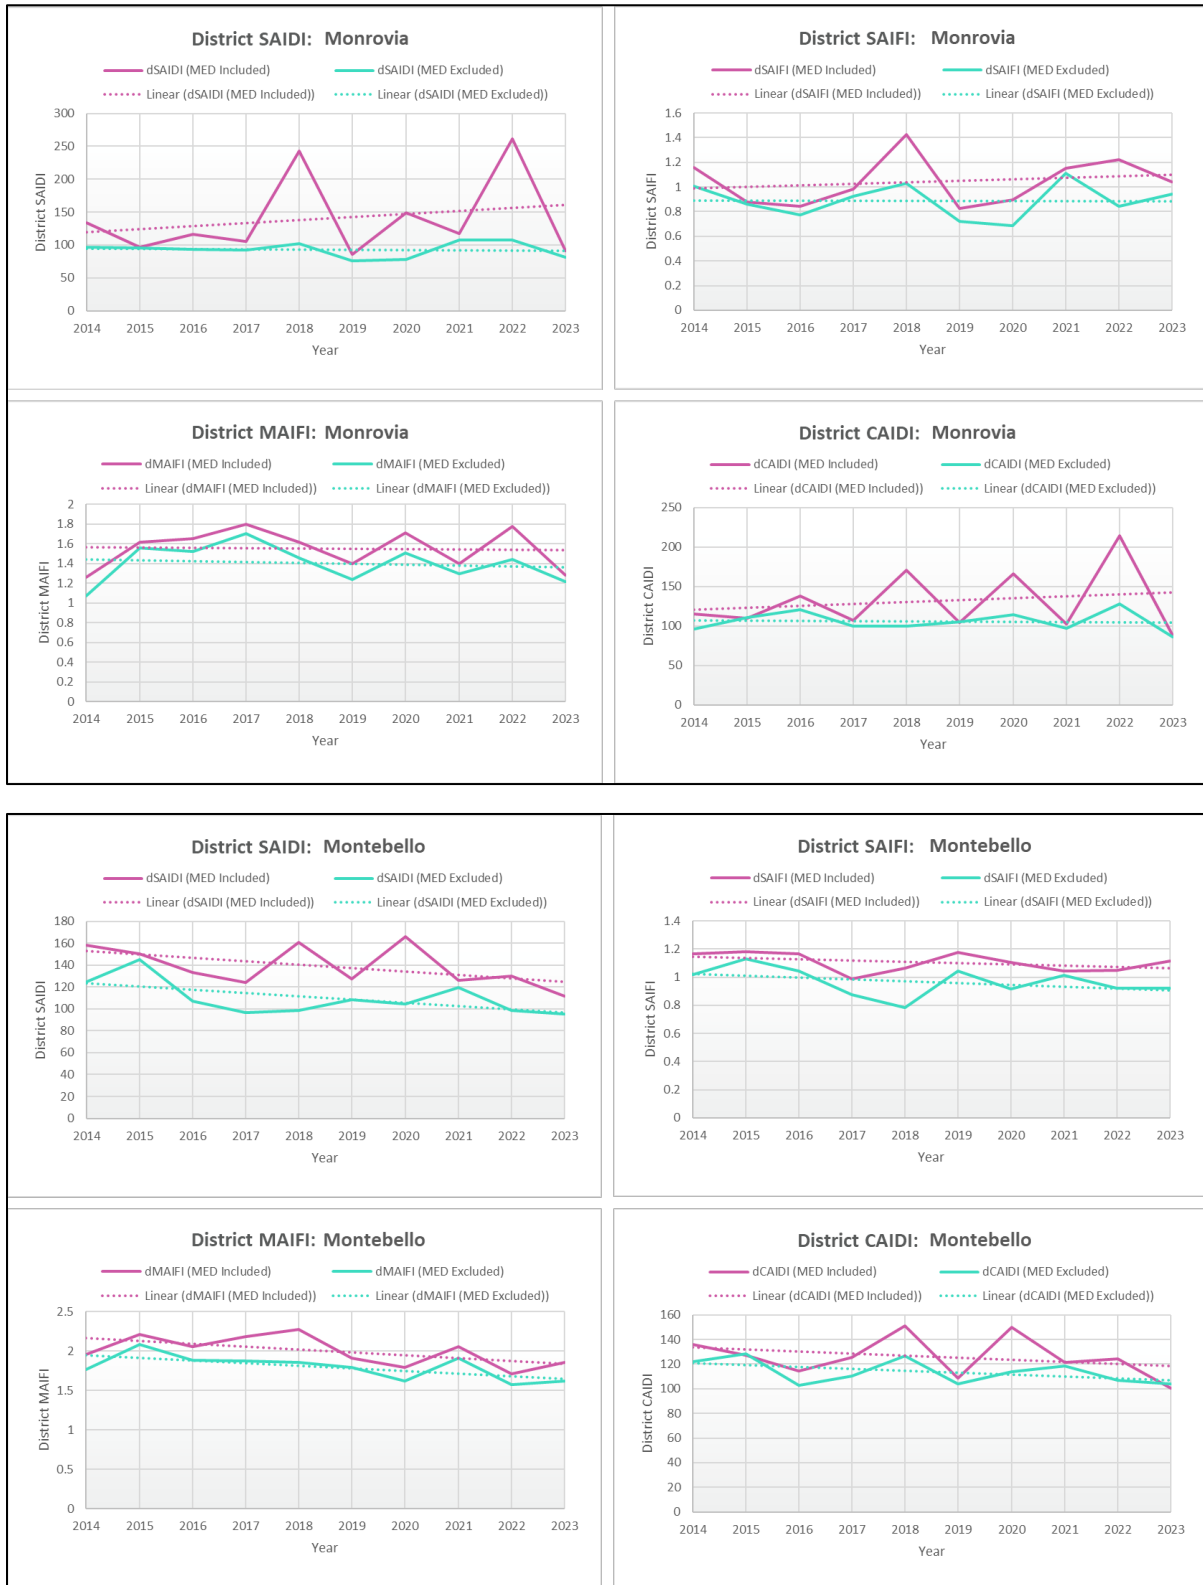 District SAIDI: Monrovia
dSAIDI (MED Included)
dSAIDI (MED Excluded)
Linear (dSAIDI (MED Included))
Linear (dSAIDI (MED Excluded))
300
250
200
150
100
50
0
District SAIDI
2014 2015 2016 2017 2018 2019 2020 2021 2022 2023
Year
District SAIFI: Monrovia
dSAIFI (MED Included)
dSAIFI (MED Excluded)
Linear (dSAIFI (MED Included))
Linear (dSAIFI (MED Excluded))
1.6
1.4
1.2
1
0.8
0.6
0.4
0.2
0
District SAIFI
2014 2015 2016 2017 2018 2019 2020 2021 2022 2023
Year
District MAIFI: Monrovia
dMAIFI (MED Included)
dMAIFI (MED Excluded)
Linear (dMAIFI (MED Included))
Linear (dMAIFI (MED Excluded))
2
1.8
1.6
1.4
1.2
1
0.8
0.6
0.4
0.2
0
District MAIFI
2014 2015 2016 2017 2018 2019 2020 2021 2022 2023
Year
District CAIDI: Monrovia
dCAIDI (MED Included)
dCAIDI (MED Excluded)
Linear (dCAIDI (MED Included))
Linear (dCAIDI (MED Excluded))
250
200
150
100
50
0
District CAIDI
2014 2015 2016 2017 2018 2019 2020 2021 2022 2023
Year
District SAIDI: Montebello
dSAIDI (MED Included)
dSAIDI (MED Excluded)
Linear (dSAIDI (MED Included))
Linear (dSAIDI (MED Excluded))
180
160
140
120
100
80
60
40
20
0
District SAIDI
2014 2015 2016 2017 2018 2019 2020 2021 2022 2023
Year
District SAIFI: Montebello
dSAIFI (MED Included)
dSAIFI (MED Excluded)
Linear (dSAIFI (MED Included))
Linear (dSAIFI (MED Excluded))
1.4
1.2
1
0.8
0.6
0.4
0.2
0
District SAIFI
2014 2015 2016 2017 2018 2019 2020 2021 2022 2023
Year
District MAIFI: Montebello
dMAIFI (MED Included)
dMAIFI (MED Excluded)
Linear (dMAIFI (MED Included))
Linear (dMAIFI (MED Excluded))
2.5
2
1.5
1
0.5
0
District MAIFI
2014 2015 2016 2017 2018 2019 2020 2021 2022 2023
Year
District CAIDI: Montebello
dCAIDI (MED Included)
dCAIDI (MED Excluded)
Linear (dCAIDI (MED Included))
Linear (dCAIDI (MED Excluded))
160
140
120
100
80
60
40
20
0
District CAIDI
2014 2015 2016 2017 2018 2019 2020 2021 2022 2023
Year